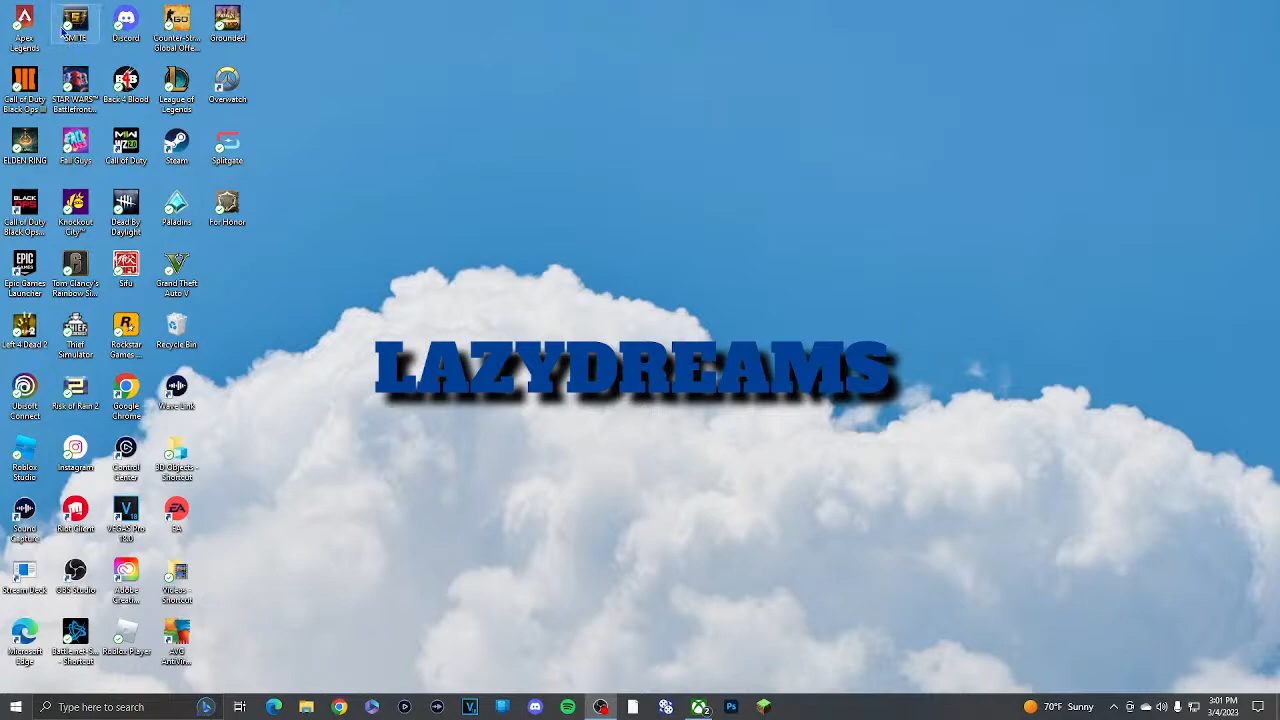 Apex
Legends
SMITE
Discord
Counter-Str...
Global Offe...
Grounded
Call of Duty
Black Ops III
STAR WARS™
Battlefront...
Back 4 Blood
League of
Legends
Overwatch
ELDEN RING
Fall Guys
Call of Duty
Steam
Splitgate
Call of Duty
Black Ops...
Knockout
City™
Dead By
Daylight
Paladins
For Honor
Epic Games
Launcher
Tom Clancy's
Rainbow Si...
Sifu
Grand Theft
Auto V
Left 4 Dead 2
Thief
Simulator
Rockstar
Games ...
Recycle Bin
LAZYDREAMS
Ubisoft
Connect
Risk of Rain 2
Google
Chrome
Wave Link
Roblox
Studio
Instagram
Control
Center
3D Objects -
Shortcut
Sound
Capture
Riot Client
VEGAS Pro
18.0
EA
Stream Deck
OBS Studio
Adobe
Creati...
Videos -
Shortcut
Microsoft
Edge
Battle.net-S...
- Shortcut
Roblox Player
AVG
AntiVir...
Type here to search
70°F Sunny
3:01 PM
3/4/2023